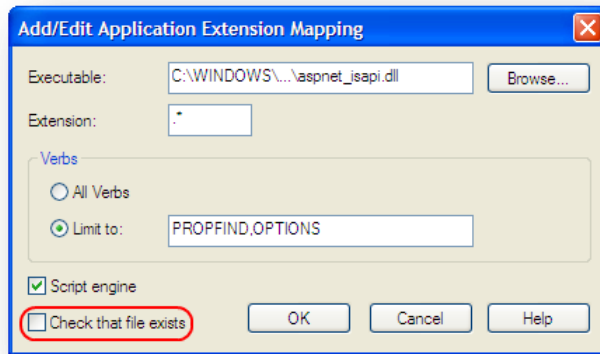 Add/Edit Application Extension Mapping
Executable: C:\WINDOWS\...\aspnet_isapi.dll Browse...
Extension: .*
Verbs
All Verbs
Limit to: PROPFIND,OPTIONS
Script engine
Check that file exists OK Cancel Help